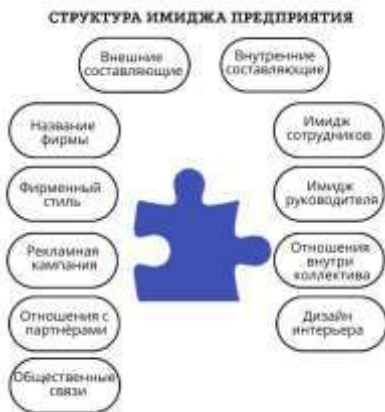 СТРУКТУРА ИМИДЖА ПРЕДПРИЯТИЯ
Внешние
составляющие
Внутренние
составляющие
Название
фирмы
Фирменный
стиль
Рекламная
кампания
Отношения с
партнёрами
Общественные
связи
Имидж
сотрудников
Имидж
руководителя
Отношения
внутри
коллектива
Дизайн
интерьера